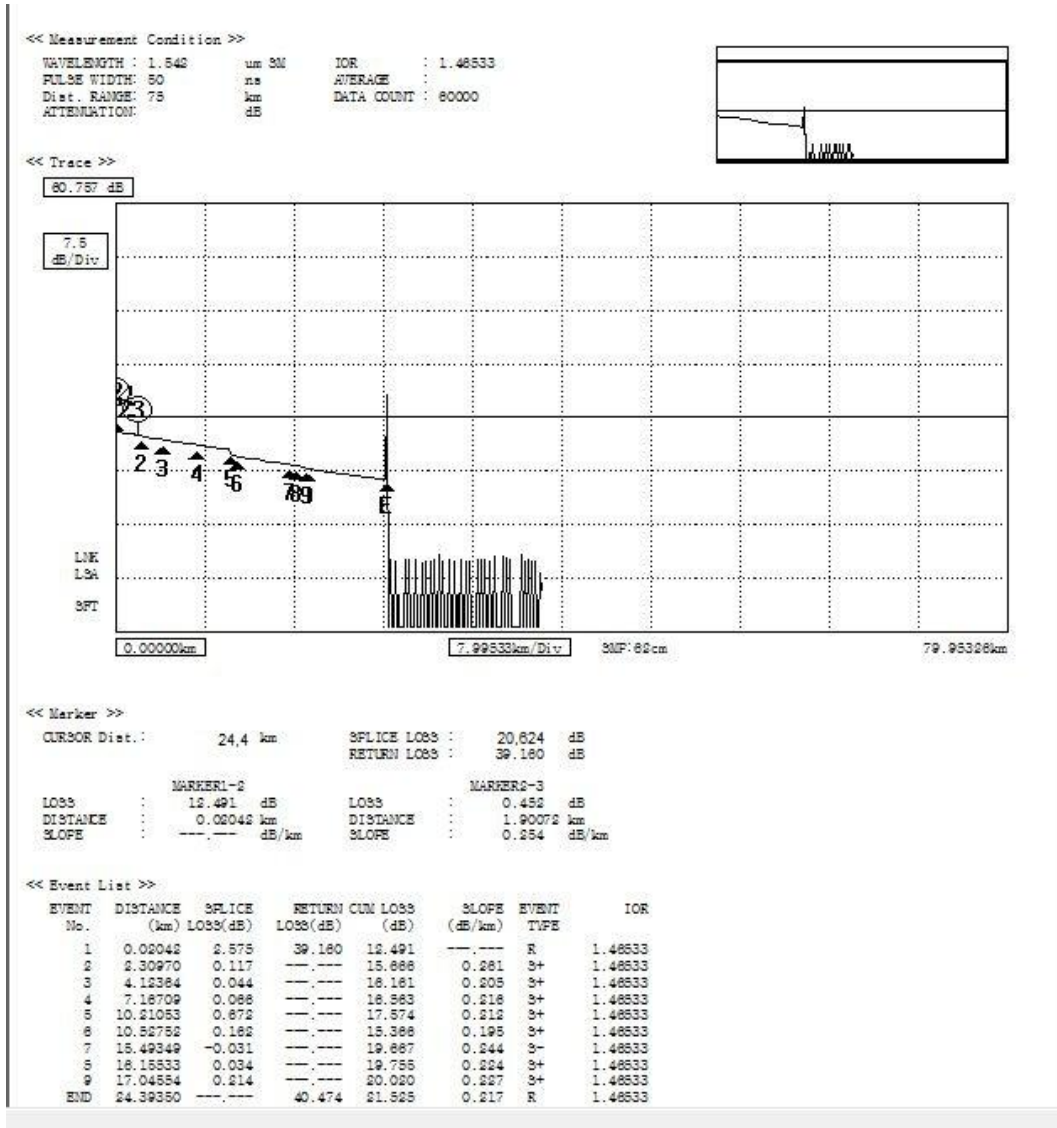 << Measurement Condition >>
WAVELENGTH : 1.542 um SM IOR : 1.46533
PULSE WIDTH: 50 ns AVERAGE :
Dist. RANGE: 75 km DATA COUNT : 60000
ATTENUATION: dB
<< Trace >>
60.757 dB
7.5
dB/Div
2 3 4 5 6 7 8 9 E
LNK
LSA
SFT
0.00000km 7.99533km/Div SMP:62cm 79.95326km
<< Marker >>
CURSOR Dist.: 24,4 km SPLICE LOSS : 20,624 dB
RETURN LOSS : 39.160 dB
MARKER1-2 MARKER2-3
LOSS : 12.491 dB LOSS : 0.452 dB
DISTANCE : 0.02042 km DISTANCE : 1.90072 km
SLOPE : ---.--- dB/km SLOPE : 0.254 dB/km
<< Event List >>
EVENT DISTANCE SPLICE RETURN CUM LOSS SLOPE EVENT IOR
No. (km) LOSS(dB) LOSS(dB) (dB) (dB/km) TYPE
1 0.02042 2.575 39.160 12.491 ---.--- R 1.46533
2 2.30970 0.117 ---.--- 15.666 0.261 S+ 1.46533
3 4.12364 0.044 ---.--- 16.161 0.205 S+ 1.46533
4 7.16709 0.066 ---.--- 16.563 0.216 S+ 1.46533
5 10.21053 0.672 ---.--- 17.574 0.212 S+ 1.46533
6 10.52752 0.162 ---.--- 15.366 0.195 S+ 1.46533
7 15.49349 -0.031 ---.--- 19.667 0.244 S- 1.46533
5 16.15533 0.034 ---.--- 19.755 0.224 S+ 1.46533
9 17.04554 0.214 ---.--- 20.020 0.227 S+ 1.46533
END 24.39350 ---.--- 40.474 21.525 0.217 R 1.46533